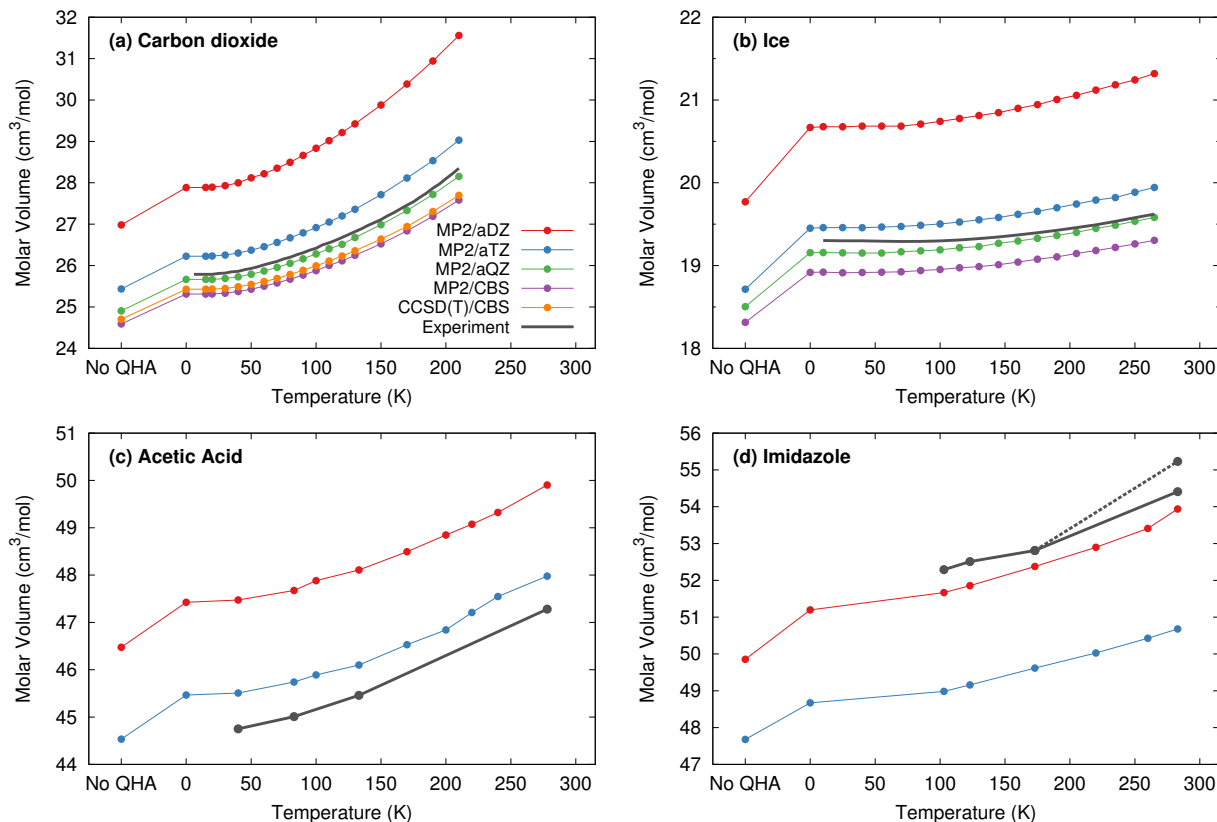 (a) Carbon dioxide
Molar Volume (cm³/mol)
32
31
30
29
28
27
26
25
24
MP2/aDZ
MP2/aTZ
MP2/aQZ
MP2/CBS
CCSD(T)/CBS
Experiment
No QHA 0 50 100 150 200 250 300
Temperature (K)
(b) Ice
Molar Volume (cm³/mol)
22
21
20
19
18
No QHA 0 50 100 150 200 250 300
Temperature (K)
(c) Acetic Acid
Molar Volume (cm³/mol)
51
50
49
48
47
46
45
44
No QHA 0 50 100 150 200 250 300
Temperature (K)
(d) Imidazole
Molar Volume (cm³/mol)
56
55
54
53
52
51
50
49
48
47
No QHA 0 50 100 150 200 250 300
Temperature (K)